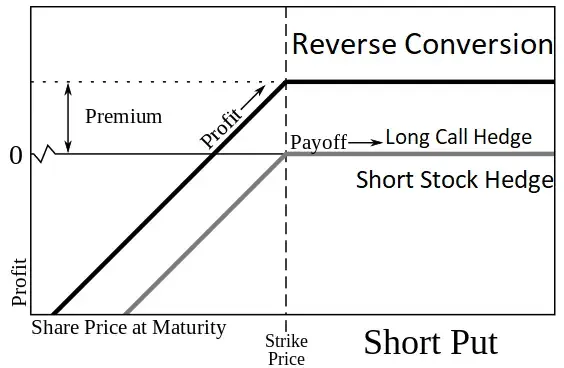 Reverse Conversion
Premium
Profit
0
Payoff
Long Call Hedge
Short Stock Hedge
Profit
Share Price at Maturity
Strike
Price
Short Put